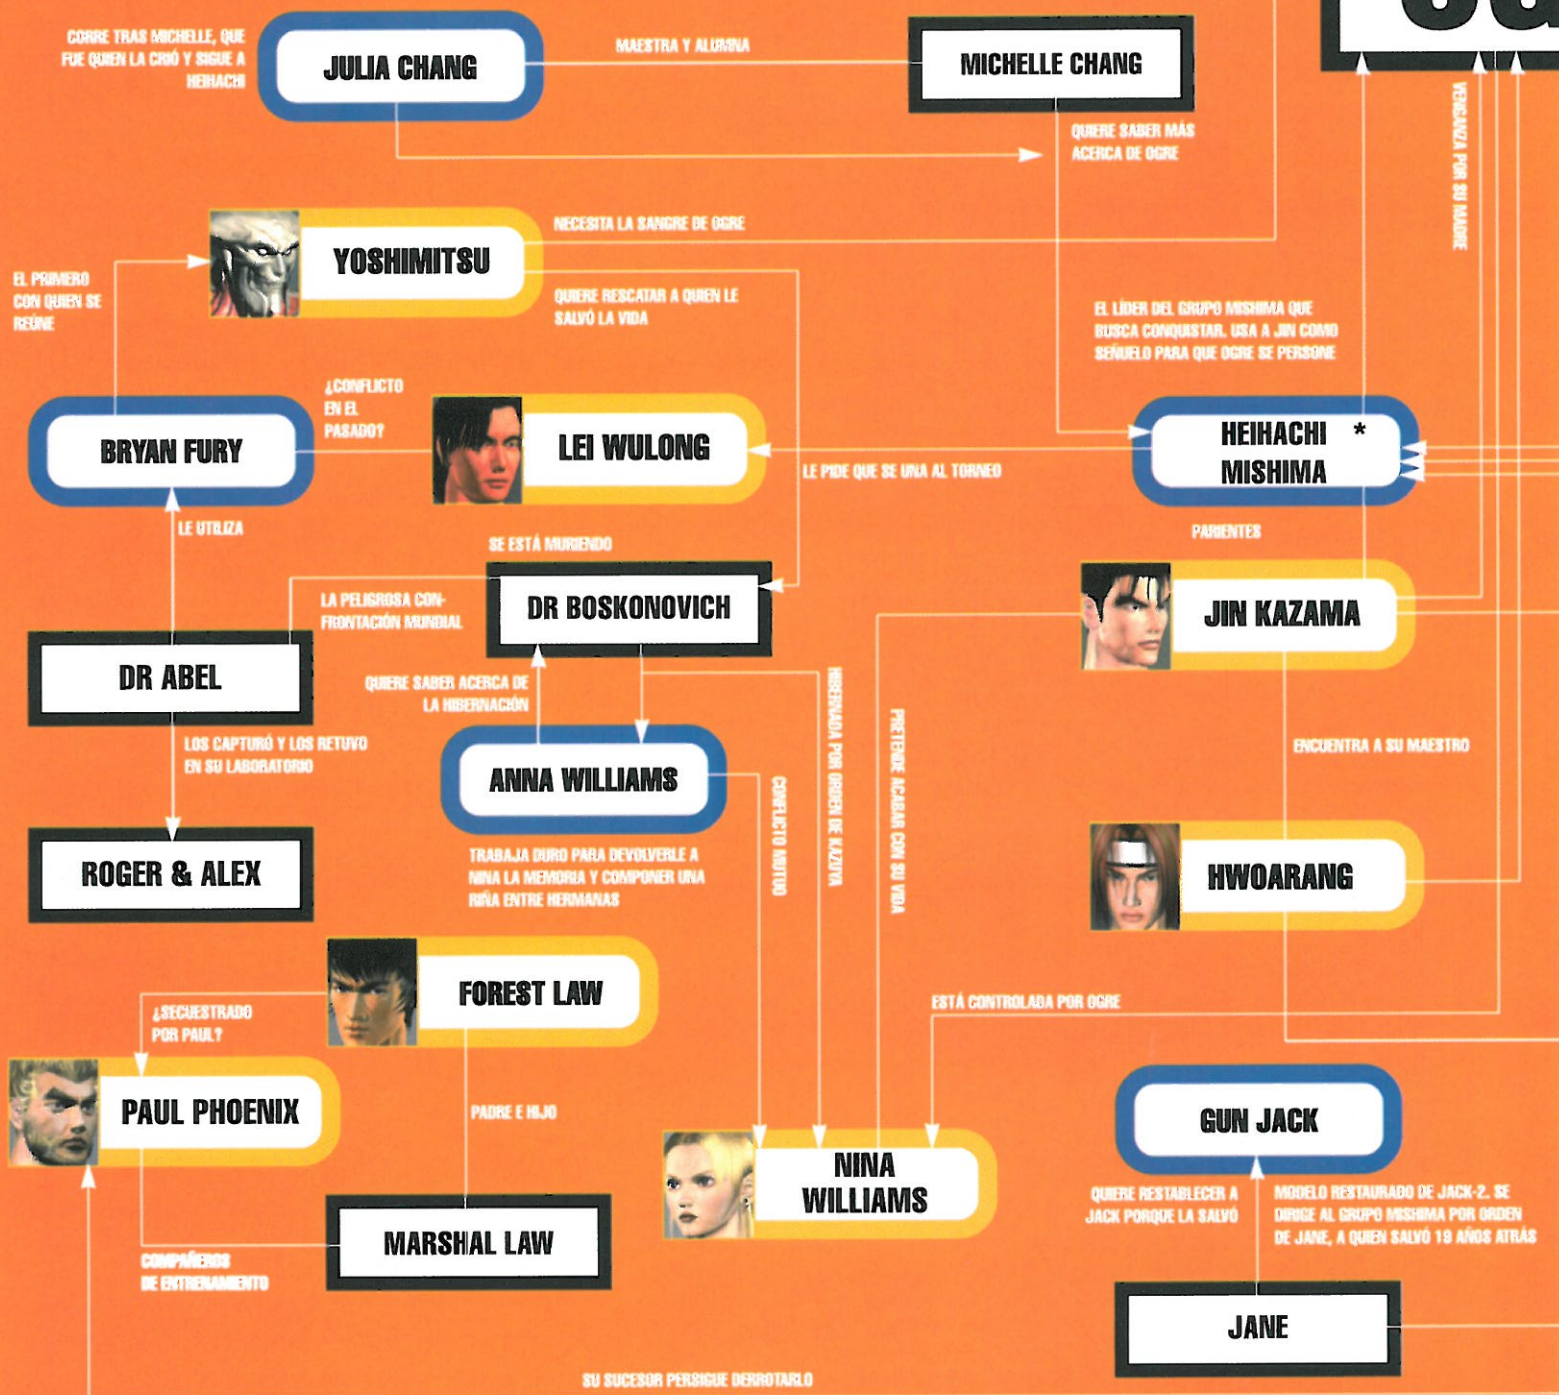 CORRE TRAS MICHELLE, QUE
FUE QUIEN LA CRIÓ Y SIGUE A
HEIHACHI
JULIA CHANG
MAESTRA Y ALUMNA
MICHELLE CHANG
QUIERE SABER MÁS
ACERCA DE OGRE
VENGANZA POR SU MADRE
NECESITA LA SANGRE DE OGRE
YOSHIMITSU
QUIERE RESCATAR A QUIEN LE
SALVÓ LA VIDA
EL PRIMERO
CON QUIEN SE
REÚNE
EL LÍDER DEL GRUPO MISHIMA QUE
BUSCA CONQUISTAR. USA A JIN COMO
SEÑUELO PARA QUE OGRE SE PERSONE
¿CONFLICTO
EN EL
PASADO?
BRYAN FURY
LEI WULONG
HEIHACHI *
MISHIMA
LE PIDE QUE SE UNA AL TORNEO
LE UTILIZA
PARIENTES
SE ESTÁ MURIENDO
DR BOSKONOVICH
LA PELIGROSA CON-
FRONTACIÓN MUNDIAL
JIN KAZAMA
DR ABEL
QUIERE SABER ACERCA DE
LA HIBERNACIÓN
HIBERNADA POR ORDEN DE KAZUYA
PRETENDE ACABAR CON SU VIDA
LOS CAPTURÓ Y LOS RETUVO
EN SU LABORATORIO
ENCUENTRA A SU MAESTRO
ANNA WILLIAMS
CONFLICTO MUTUO
ROGER & ALEX
TRABAJA DURO PARA DEVOLVERLE A
NINA LA MEMORIA Y COMPONER UNA
RIÑA ENTRE HERMANAS
HWOARANG
FOREST LAW
¿SECUESTRADO
POR PAUL?
ESTÁ CONTROLADA POR OGRE
PAUL PHOENIX
PADRE E HIJO
GUN JACK
NINA
WILLIAMS
QUIERE RESTABLECER A
JACK PORQUE LA SALVÓ
MODELO RESTAURADO DE JACK-2. SE
DIRIGE AL GRUPO MISHIMA POR ORDEN
DE JANE, A QUIEN SALVÓ 19 AÑOS ATRÁS
MARSHAL LAW
COMPAÑEROS
DE ENTRENAMIENTO
JANE
SU SUCESOR PERSIGUE DERROTARLO